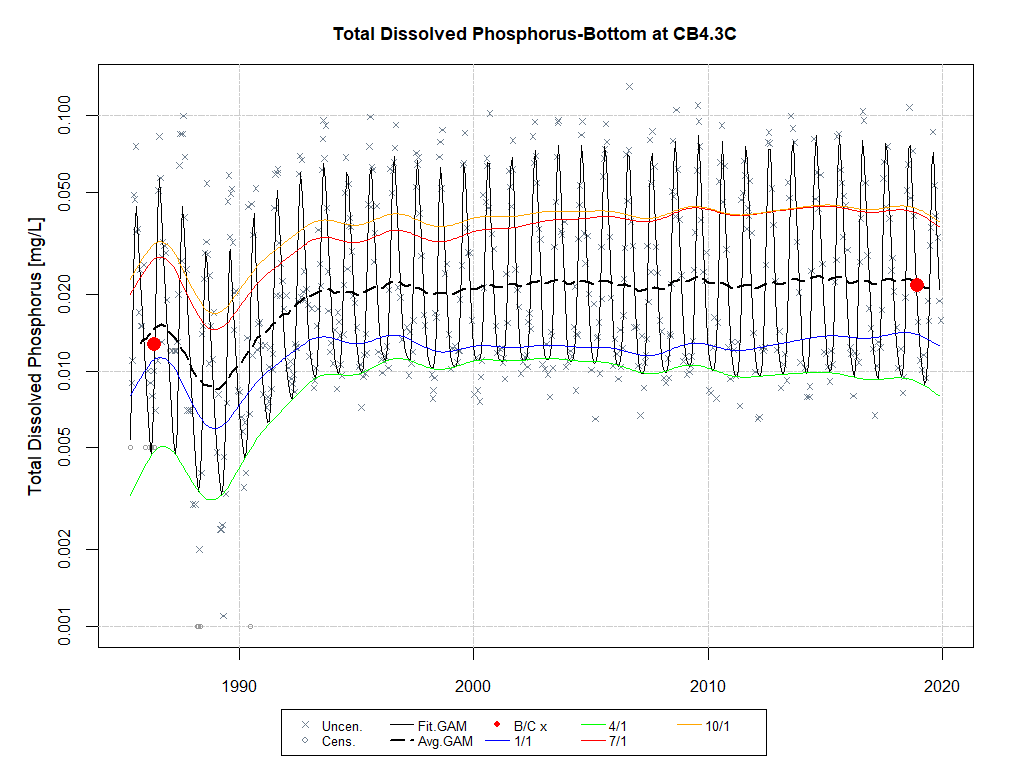 Total Dissolved Phosphorus-Bottom at CB4.3C
Total Dissolved Phosphorus [mg/L]
0.100
0.050
0.020
0.010
0.005
0.002
0.001
1990 2000 2010 2020
Uncen. Fit.GAM B/C x 4/1 10/1
Cens. Avg.GAM 1/1 7/1